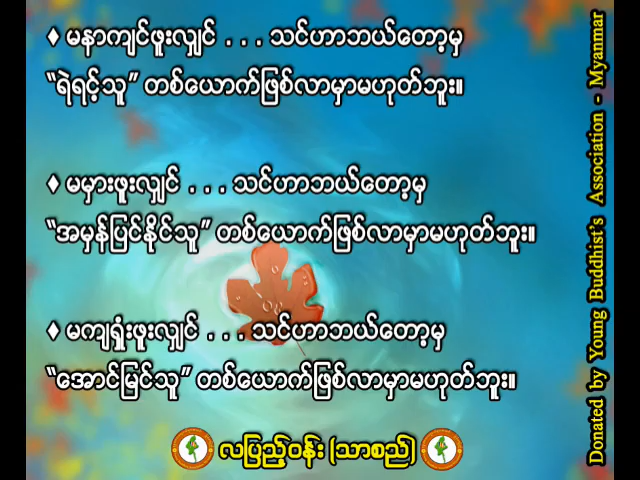 ♦ မနာကျင်ဖူးလျှင် . . . သင်ဟာဘယ်တော့မှ
“ရဲရင့်သူ” တစ်ယောက်ဖြစ်လာမှာမဟုတ်ဘူး။
♦ မမှားဖူးလျှင် . . . သင်ဟာဘယ်တော့မှ
“အမှန်ပြင်နိုင်သူ” တစ်ယောက်ဖြစ်လာမှာမဟုတ်ဘူး။
♦ မကျရှုံးဖူးလျှင် . . . သင်ဟာဘယ်တော့မှ
“အောင်မြင်သူ” တစ်ယောက်ဖြစ်လာမှာမဟုတ်ဘူး။
လပြည့်ဝန်း (သာစည်)
Donated by Young Buddhist's Association - Myanmar